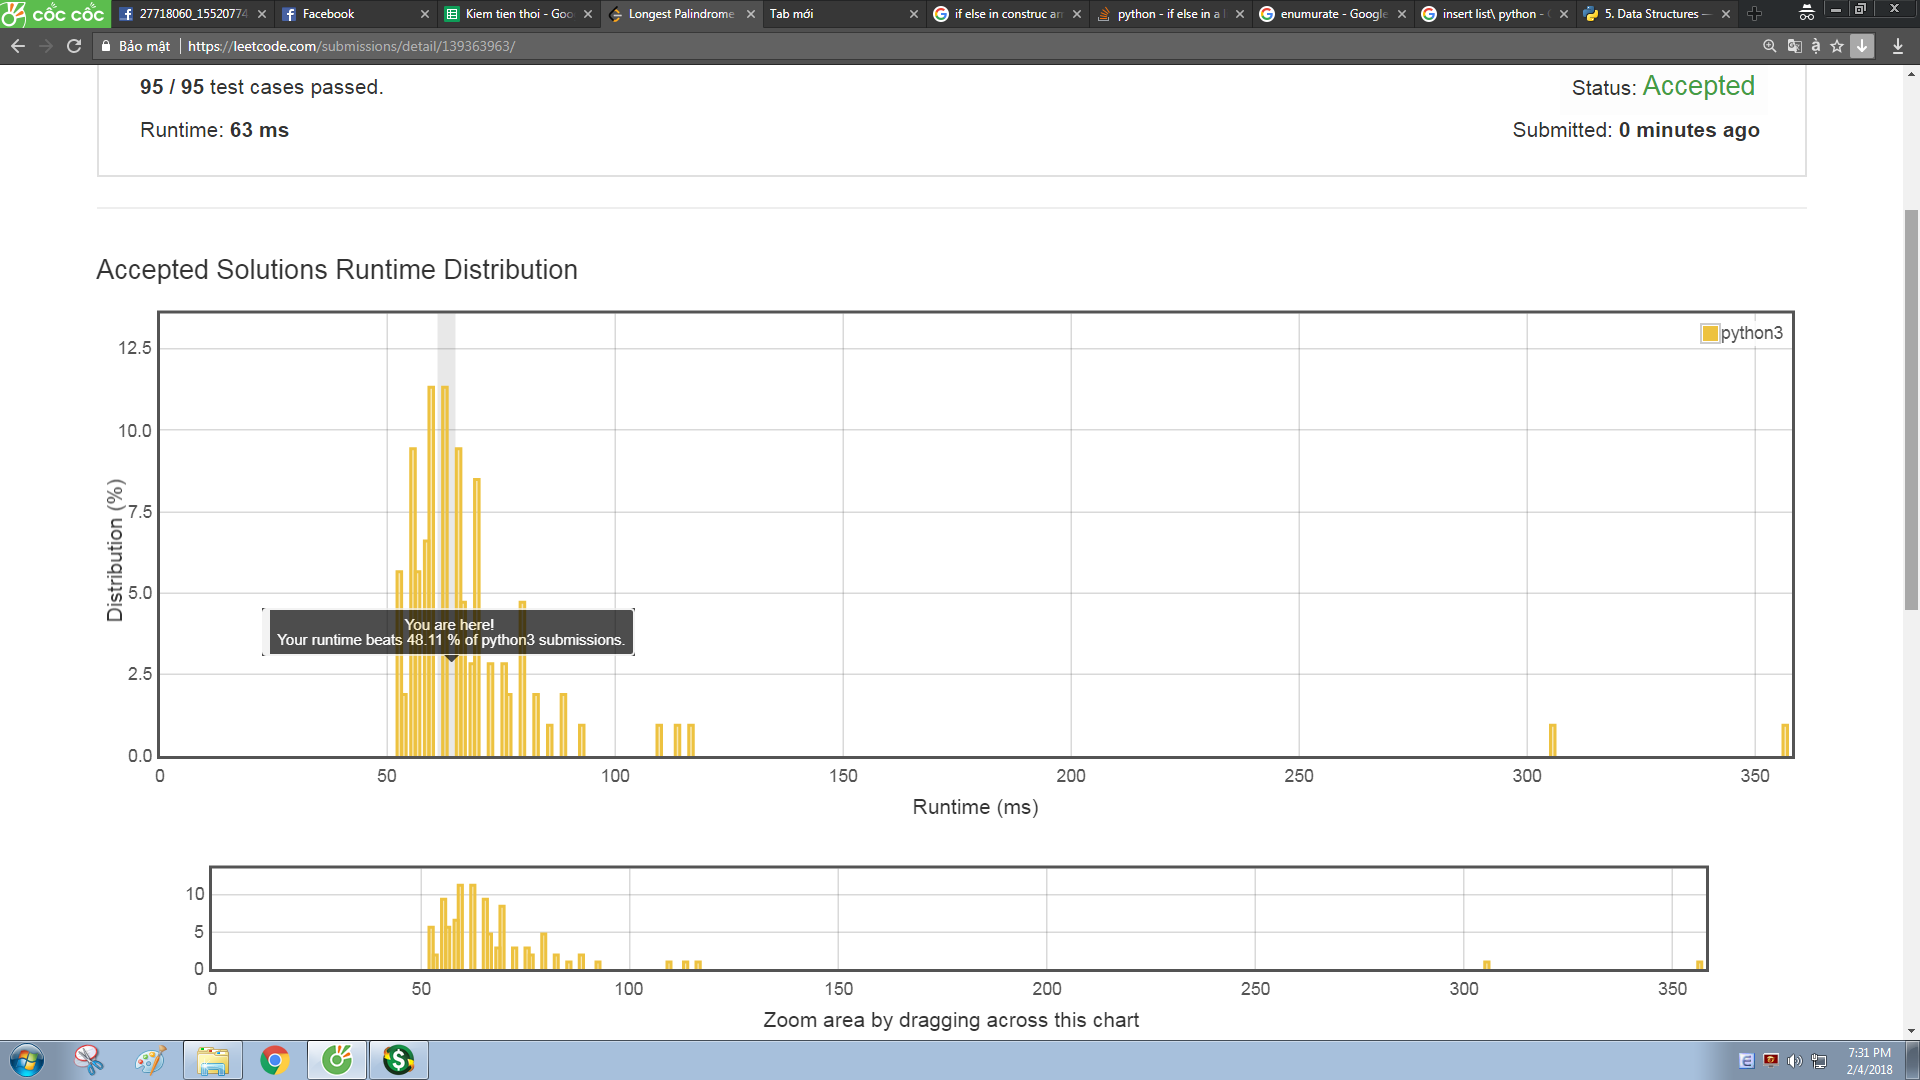 cốc cốc
27718060_15520774
Facebook
Kiem tien thoi - Goo
Longest Palindrome
Tab mới
if else in construc an
python - if else in a l
enumurate - Google
insert list\ python - G
5. Data Structures —
Bảo mật
https://leetcode.com/submissions/detail/139363963/
95 / 95 test cases passed.
Status: Accepted
Runtime: 63 ms
Submitted: 0 minutes ago
Accepted Solutions Runtime Distribution
python3
12.5
10.0
7.5
5.0
2.5
0.0
Distribution (%)
You are here!
Your runtime beats 48.11 % of python3 submissions.
0
50
100
150
200
250
300
350
Runtime (ms)
10
5
0
0
50
100
150
200
250
300
350
Zoom area by dragging across this chart
7:31 PM
2/4/2018